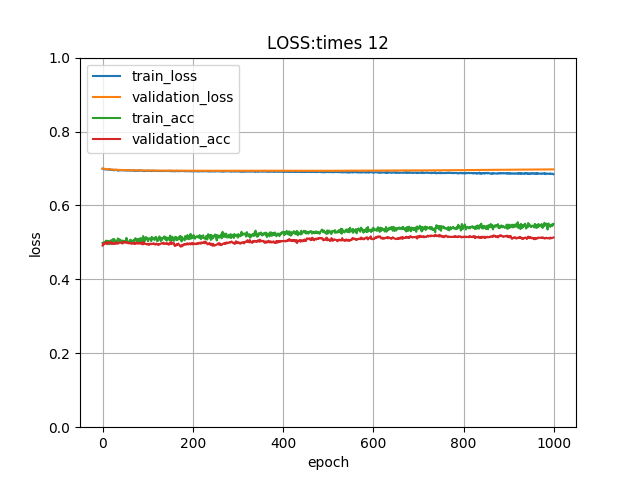 LOSS:times 12
1.0
0.8
0.6
0.4
0.2
0.0
loss
train_loss
validation_loss
train_acc
validation_acc
0 200 400 600 800 1000
epoch